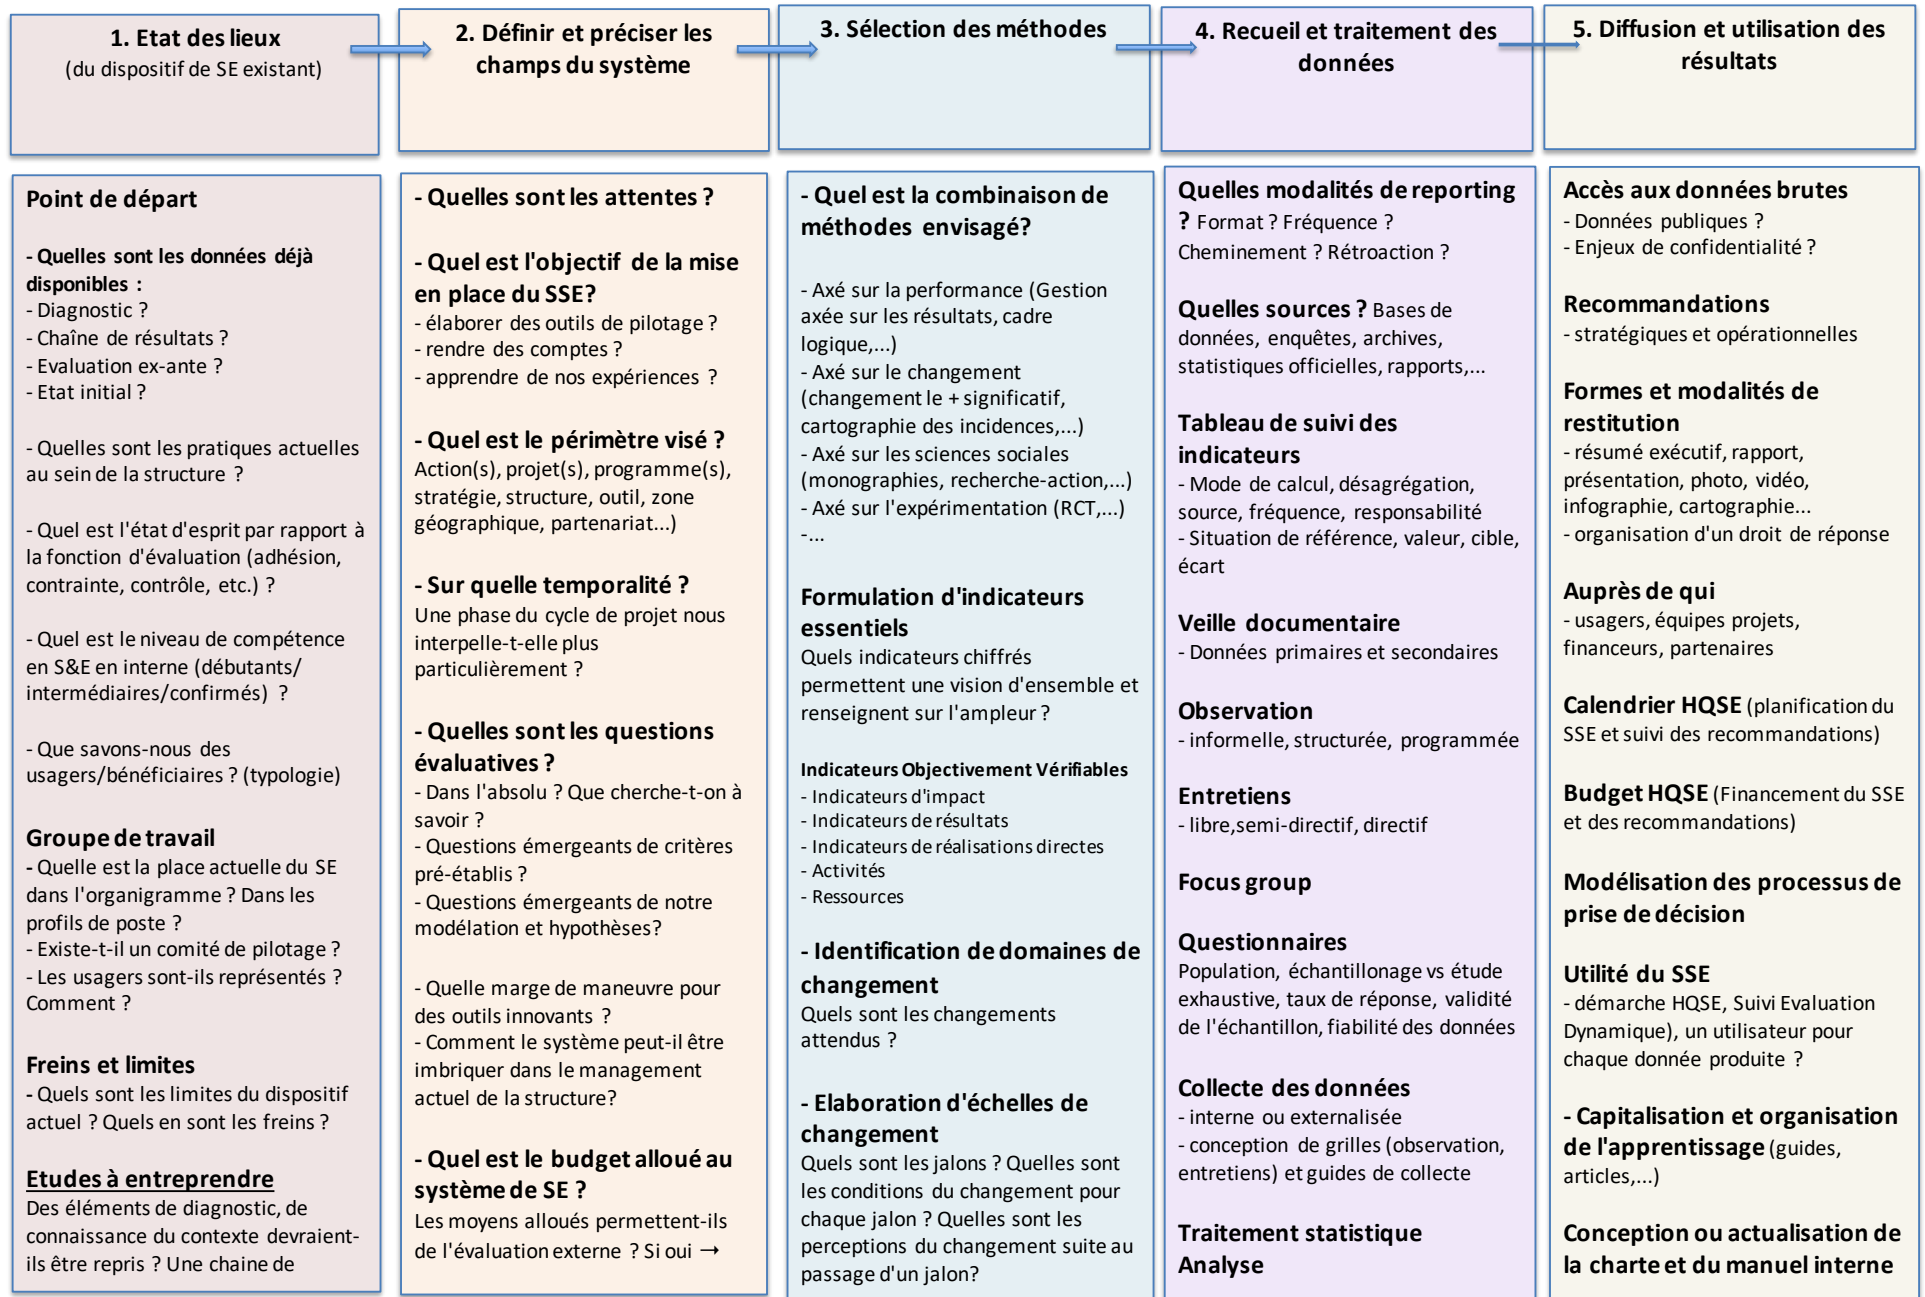 1. Etat des lieux
(du dispositif de SE existant)
2. Définir et préciser les
champs du système
3. Sélection des méthodes
4. Recueil et traitement des
données
5. Diffusion et utilisation des
résultats
Point de départ
- Quelles sont les données déjà
disponibles :
- Diagnostic ?
- Chaîne de résultats ?
- Evaluation ex-ante ?
- Etat initial ?
- Quelles sont les pratiques actuelles
au sein de la structure ?
- Quel est l'état d'esprit par rapport à
la fonction d'évaluation (adhésion,
contrainte, contrôle, etc.) ?
- Quel est le niveau de compétence
en S&E en interne (débutants/
intermédiaires/confirmés) ?
- Que savons-nous des
usagers/bénéficiaires ? (typologie)
Groupe de travail
- Quelle est la place actuelle du SE
dans l'organigramme ? Dans les
profils de poste ?
- Existe-t-il un comité de pilotage ?
- Les usagers sont-ils représentés ?
Comment ?
Freins et limites
- Quels sont les limites du dispositif
actuel ? Quels en sont les freins ?
Etudes à entreprendre
Des éléments de diagnostic, de
connaissance du contexte devraient-
ils être repris ? Une chaine de
- Quelles sont les attentes ?
- Quel est l'objectif de la mise
en place du SSE?
- élaborer des outils de pilotage ?
- rendre des comptes ?
- apprendre de nos expériences ?
- Quel est le périmètre visé ?
Action(s), projet(s), programme(s),
stratégie, structure, outil, zone
géographique, partenariat...)
- Sur quelle temporalité ?
Une phase du cycle de projet nous
interpelle-t-elle plus
particulièrement ?
- Quelles sont les questions
évaluatives ?
- Dans l'absolu ? Que cherche-t-on à
savoir ?
- Questions émergeants de critères
pré-établis ?
- Questions émergeants de notre
modélation et hypothèses?
- Quelle marge de maneuvre pour
des outils innovants ?
- Comment le système peut-il être
imbriquer dans le management
actuel de la structure?
- Quel est le budget alloué au
système de SE ?
Les moyens alloués permettent-ils
de l'évaluation externe ? Si oui →
- Quel est la combinaison de
méthodes envisagé?
- Axé sur la performance (Gestion
axée sur les résultats, cadre
logique,...)
- Axé sur le changement
(changement le + significatif,
cartographie des incidences,...)
- Axé sur les sciences sociales
(monographies, recherche-action,...)
- Axé sur l'expérimentation (RCT,...)
-...
Formulation d'indicateurs
essentiels
Quels indicateurs chiffrés
permettent une vision d'ensemble et
renseignent sur l'ampleur ?
Indicateurs Objectivement Vérifiables
- Indicateurs d'impact
- Indicateurs de résultats
- Indicateurs de réalisations directes
- Activités
- Ressources
- Identification de domaines de
changement
Quels sont les changements
attendus ?
- Elaboration d'échelles de
changement
Quels sont les jalons ? Quelles sont
les conditions du changement pour
chaque jalon ? Quelles sont les
perceptions du changement suite au
passage d'un jalon?
Quelles modalités de reporting
? Format ? Fréquence ?
Cheminement ? Rétroaction ?
Quelles sources ? Bases de
données, enquêtes, archives,
statistiques officielles, rapports,...
Tableau de suivi des
indicateurs
- Mode de calcul, désagrégation,
source, fréquence, responsabilité
- Situation de référence, valeur, cible,
écart
Veille documentaire
- Données primaires et secondaires
Observation
- informelle, structurée, programmée
Entretiens
- libre,semi-directif, directif
Focus group
Questionnaires
Population, échantillonage vs étude
exhaustive, taux de réponse, validité
de l'échantillon, fiabilité des données
Collecte des données
- interne ou externalisée
- conception de grilles (observation,
entretiens) et guides de collecte
Traitement statistique
Analyse
Accès aux données brutes
- Données publiques ?
- Enjeux de confidentialité ?
Recommandations
- stratégiques et opérationnelles
Formes et modalités de
restitution
- résumé exécutif, rapport,
présentation, photo, vidéo,
infographie, cartographie...
- organisation d'un droit de réponse
Auprès de qui
- usagers, équipes projets,
financeurs, partenaires
Calendrier HQSE (planification du
SSE et suivi des recommandations)
Budget HQSE (Financement du SSE
et des recommandations)
Modélisation des processus de
prise de décision
Utilité du SSE
- démarche HQSE, Suivi Evaluation
Dynamique), un utilisateur pour
chaque donnée produite ?
- Capitalisation et organisation
de l'apprentissage (guides,
articles,...)
Conception ou actualisation de
la charte et du manuel interne